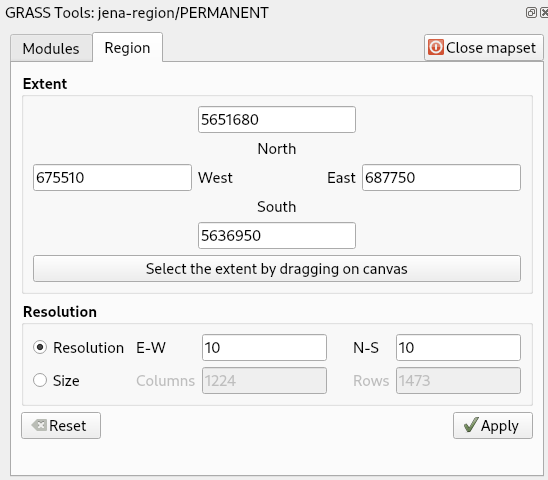 GRASS Tools: jena-region/PERMANENT
Modules
Region
Close mapset
Extent
5651680
North
675510
West
East
687750
South
5636950
Select the extent by dragging on canvas
Resolution
Resolution
E-W
10
N-S
10
Size
Columns
1224
Rows
1473
Reset
Apply